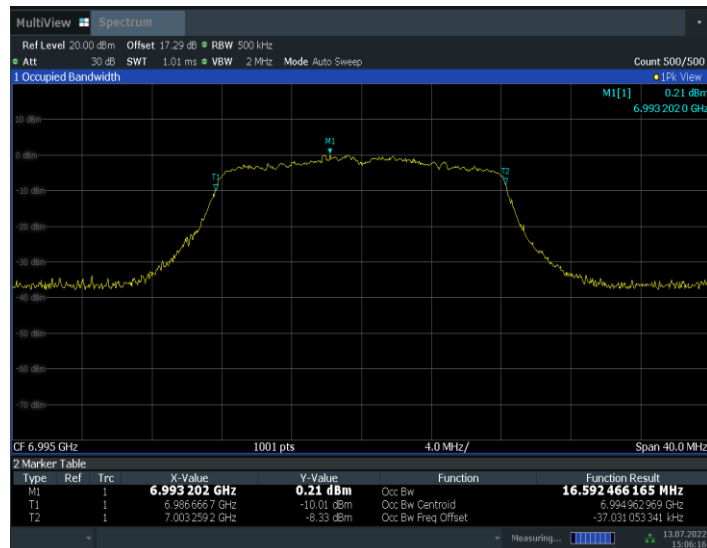 MultiView Spectrum
Ref Level 20.00 dBm Offset 17.29 dB RBW 500 kHz
Att 30 dB SWT 1.01 ms VBW 2 MHz Mode Auto Sweep Count 500/500
1 Occupied Bandwidth 1Pk View
M1[1] 0.21 dBm
6.993 202 0 GHz
10 dBm
M1
0 dBm
T1 T2
-10 dBm
-20 dBm
-30 dBm
-40 dBm
-50 dBm
-60 dBm
-70 dBm
CF 6.995 GHz 1001 pts 4.0 MHz/ Span 40.0 MHz
2 Marker Table
Type Ref Trc X-Value Y-Value Function Function Result
M1 1 6.993 202 GHz 0.21 dBm Occ Bw 16.592 466 165 MHz
T1 1 6.986 666 7 GHz -10.01 dBm Occ Bw Centroid 6.994 962 969 GHz
T2 1 7.003 259 2 GHz -8.33 dBm Occ Bw Freq Offset -37.031 053 341 kHz
Measuring... 13.07.2022
15:06:16